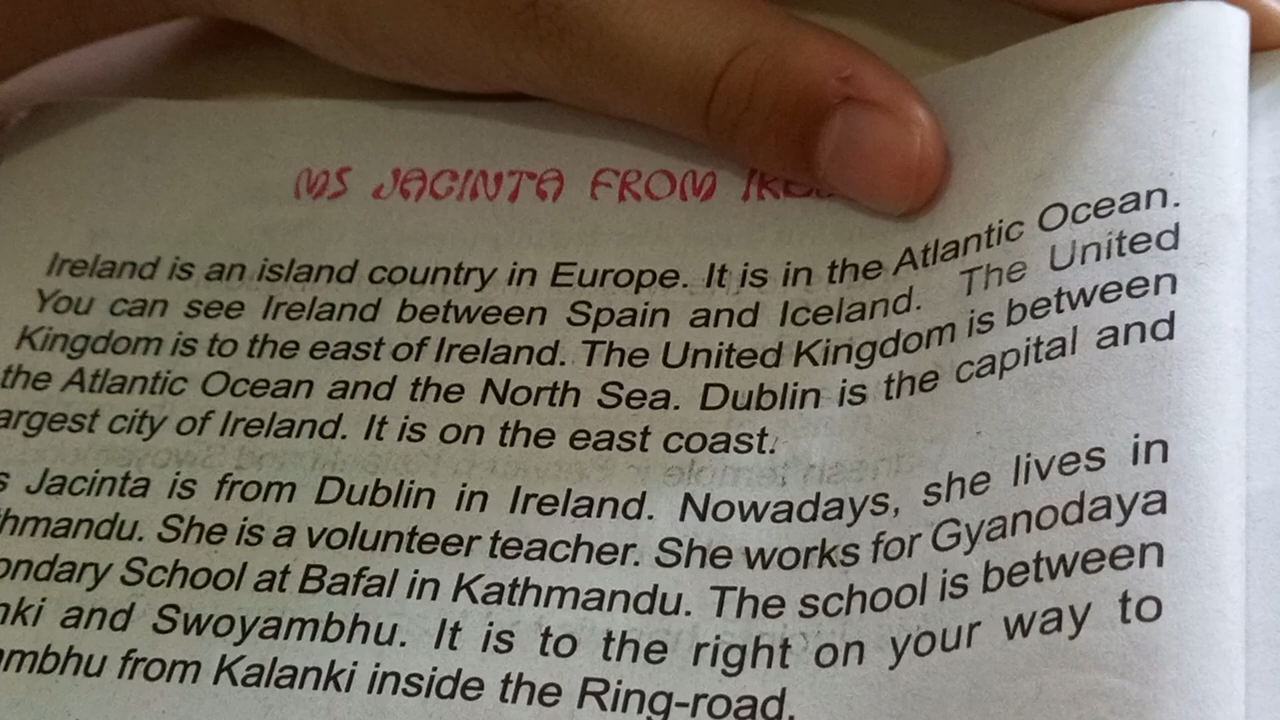 MS JACINTA FROM
Ireland is an island country in Europe. It is in the Atlantic Ocean.
You can see Ireland between Spain and Iceland. The United
Kingdom is to the east of Ireland. The United Kingdom is between
the Atlantic Ocean and the North Sea. Dublin is the capital and
argest city of Ireland. It is on the east coast.
s Jacinta is from Dublin in Ireland. Nowadays, she lives in
hmandu. She is a volunteer teacher. She works for Gyanodaya
ondary School at Bafal in Kathmandu. The school is between
nki and Swoyambhu. It is to the right on your way to
ambhu from Kalanki inside the Ring-road.